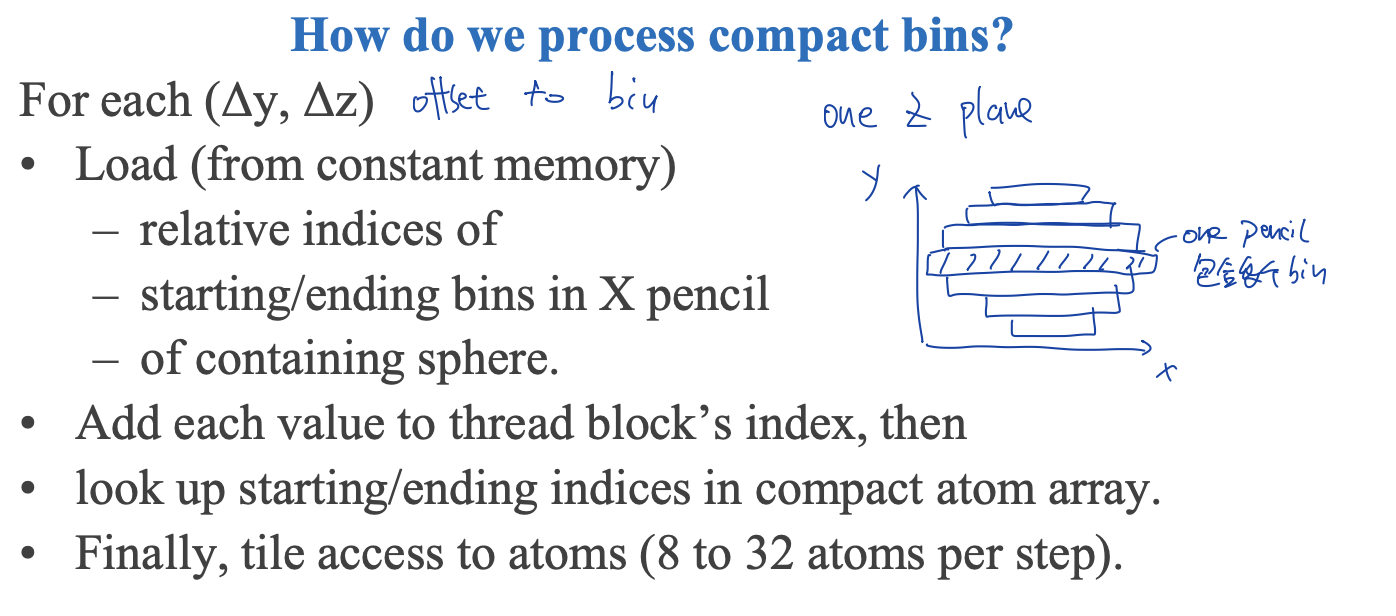 How do we process compact bins?
For each (Δy, Δz) offset to bin
one z plane
• Load (from constant memory)
y
– relative indices of
one pencil
包含多个 bin
– starting/ending bins in X pencil
– of containing sphere.
x
• Add each value to thread block’s index, then
• look up starting/ending indices in compact atom array.
• Finally, tile access to atoms (8 to 32 atoms per step).